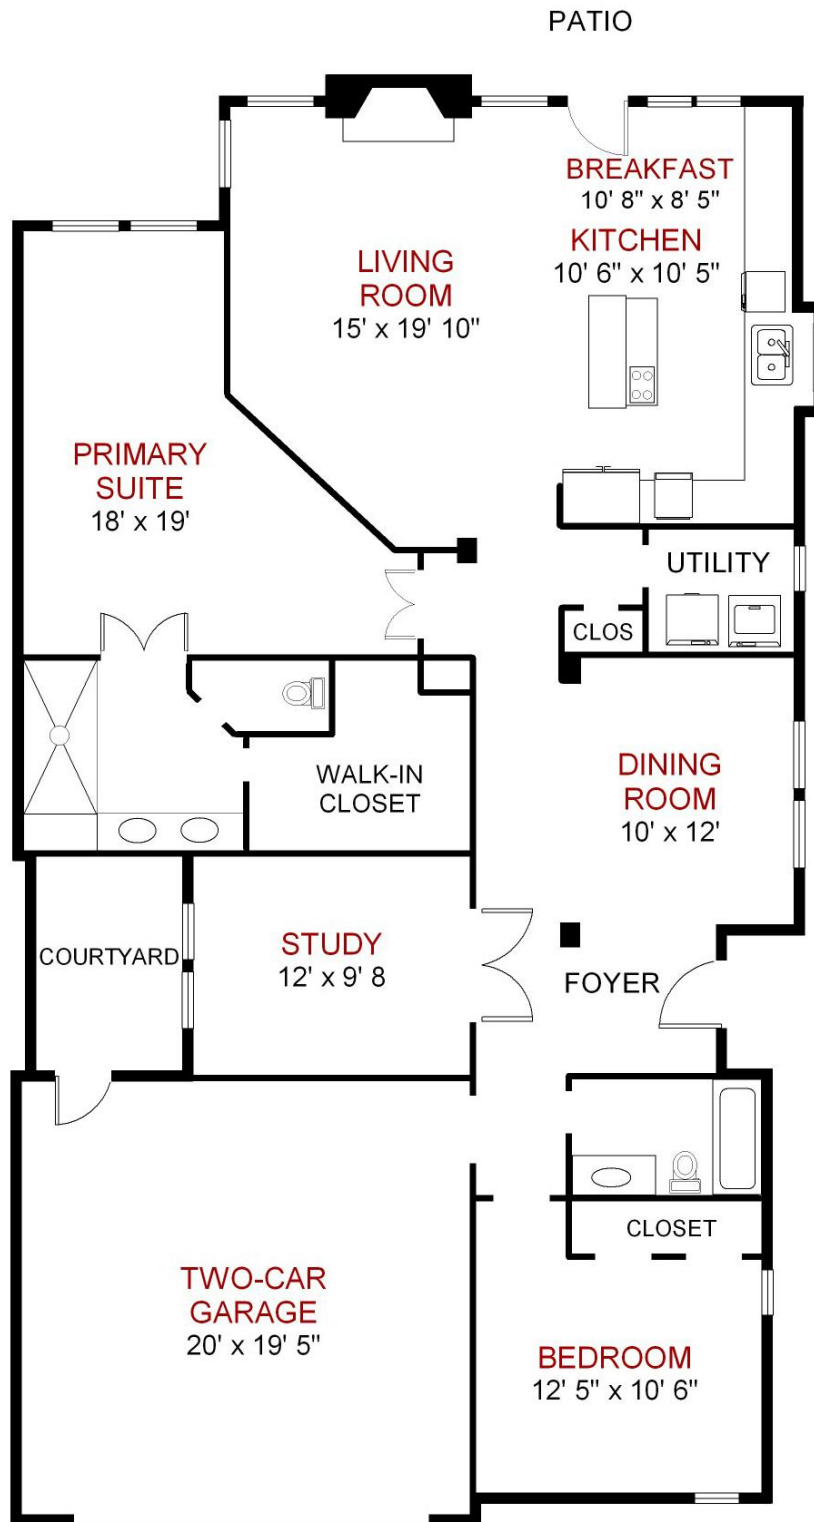 PATIO
BREAKFAST
10' 8" x 8' 5"
KITCHEN
10' 6" x 10' 5"
LIVING
ROOM
15' x 19' 10"
PRIMARY
SUITE
18' x 19'
UTILITY
CLOS
WALK-IN
CLOSET
DINING
ROOM
10' x 12'
COURTYARD
STUDY
12' x 9' 8
FOYER
CLOSET
TWO-CAR
GARAGE
20' x 19' 5"
BEDROOM
12' 5" x 10' 6"